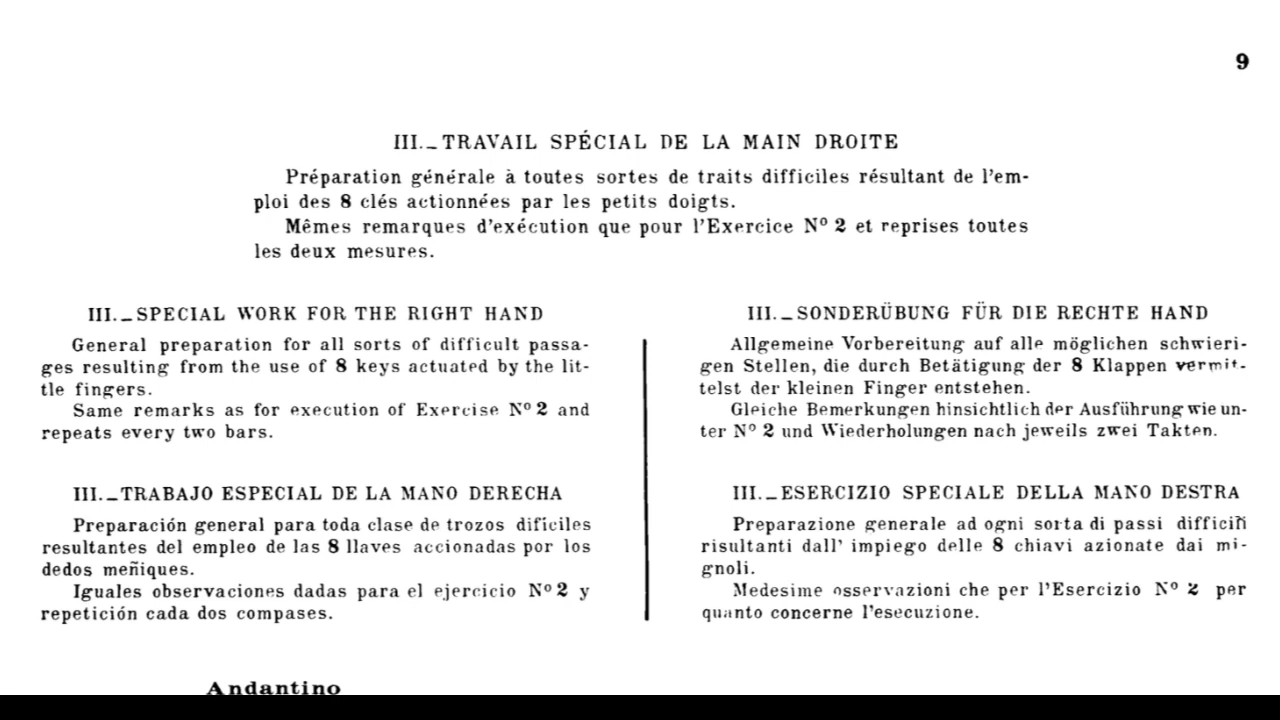 9
III._TRAVAIL SPÉCIAL DE LA MAIN DROITE
Préparation générale à toutes sortes de traits difficiles résultant de l'em-
ploi des 8 clés actionnées par les petits doigts.
Mêmes remarques d'exécution que pour l'Exercice Nº 2 et reprises toutes
les deux mesures.
III._SPECIAL WORK FOR THE RIGHT HAND
General preparation for all sorts of difficult passa-
ges resulting from the use of 8 keys actuated by the lit-
tle fingers.
Same remarks as for execution of Exercise Nº 2 and
repeats every two bars.
III._TRABAJO ESPECIAL DE LA MANO DERECHA
Preparación general para toda clase de trozos difíciles
resultantes del empleo de las 8 llaves accionadas por los
dedos meñiques.
Iguales observaciones dadas para el ejercicio Nº 2 y
repetición cada dos compases.
III._SONDERÜBUNG FÜR DIE RECHTE HAND
Allgemeine Vorbereitung auf alle möglichen schwieri-
gen Stellen, die durch Betätigung der 8 Klappen vermit-
telst der kleinen Finger entstehen.
Gleiche Bemerkungen hinsichtlich der Ausführung wie un-
ter Nº 2 und Wiederholungen nach jeweils zwei Takten.
III._ESERCIZIO SPECIALE DELLA MANO DESTRA
Preparazione generale ad ogni sorta di passi difficili
risultanti dall' impiego delle 8 chiavi azionate dai mi-
gnoli.
Medesime osservazioni che per l'Esercizio Nº 2 per
quanto concerne l'esecuzione.
Andantino